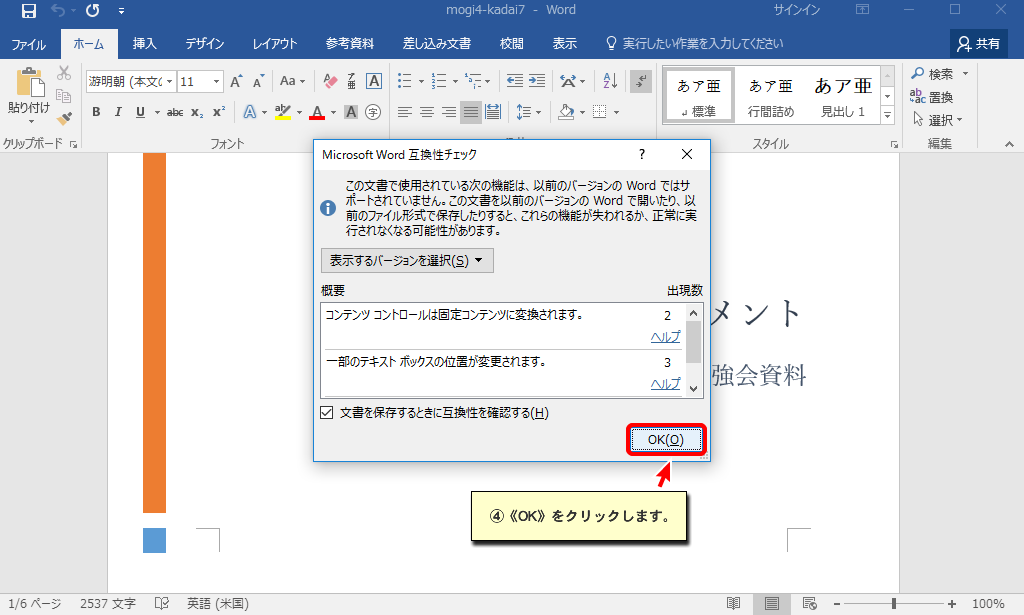 mogi4-kadai7 - Word
サインイン
ファイル
ホーム
挿入
デザイン
レイアウト
参考資料
差し込み文書
校閲
表示
実行したい作業を入力してください
共有
貼り付け
游明朝 (本文(
11
A A Aa
B I U abc x₂ x²
A ab A A 字
あア亜
↲標準
あア亜
行間詰め
あア亜
見出し 1
検索
置換
選択
クリップボード
フォント
スタイル
編集
Microsoft Word 互換性チェック
?
この文書で使用されている次の機能は、以前のバージョンの Word ではサ
ポートされていません。この文書を以前のバージョンの Word で開いたり、以
前のファイル形式で保存したりすると、これらの機能が失われるか、正常に実
行されなくなる可能性があります。
表示するバージョンを選択(S)
概要 出現数
コンテンツ コントロールは固定コンテンツに変換されます。 2
ヘルプ
一部のテキスト ボックスの位置が変更されます。 3
ヘルプ
文書を保存するときに互換性を確認する(H)
OK(O)
メント
強会資料
④《OK》をクリックします。
1/6 ページ 2537 文字 英語 (米国) 100%